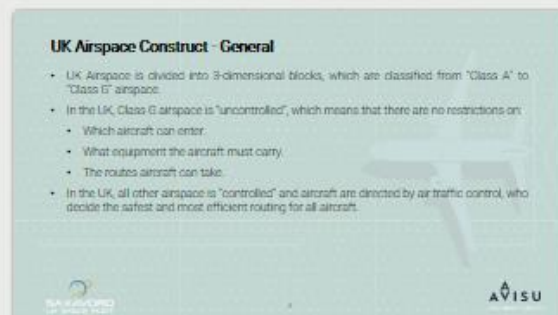 UK Airspace Construct - General
• UK Airspace is divided into 3-dimensional blocks, which are classified from "Class A" to
"Class G" airspace.
• In the UK, Class G airspace is "uncontrolled", which means that there are no restrictions on:
• Which aircraft can enter.
• What equipment the aircraft must carry.
• The routes aircraft can take.
• In the UK, all other airspace is "controlled" and aircraft are directed by air traffic control, who
decide the safest and most efficient routing for all aircraft.
SAXAVORD
UK SPACE PORT
AVISU